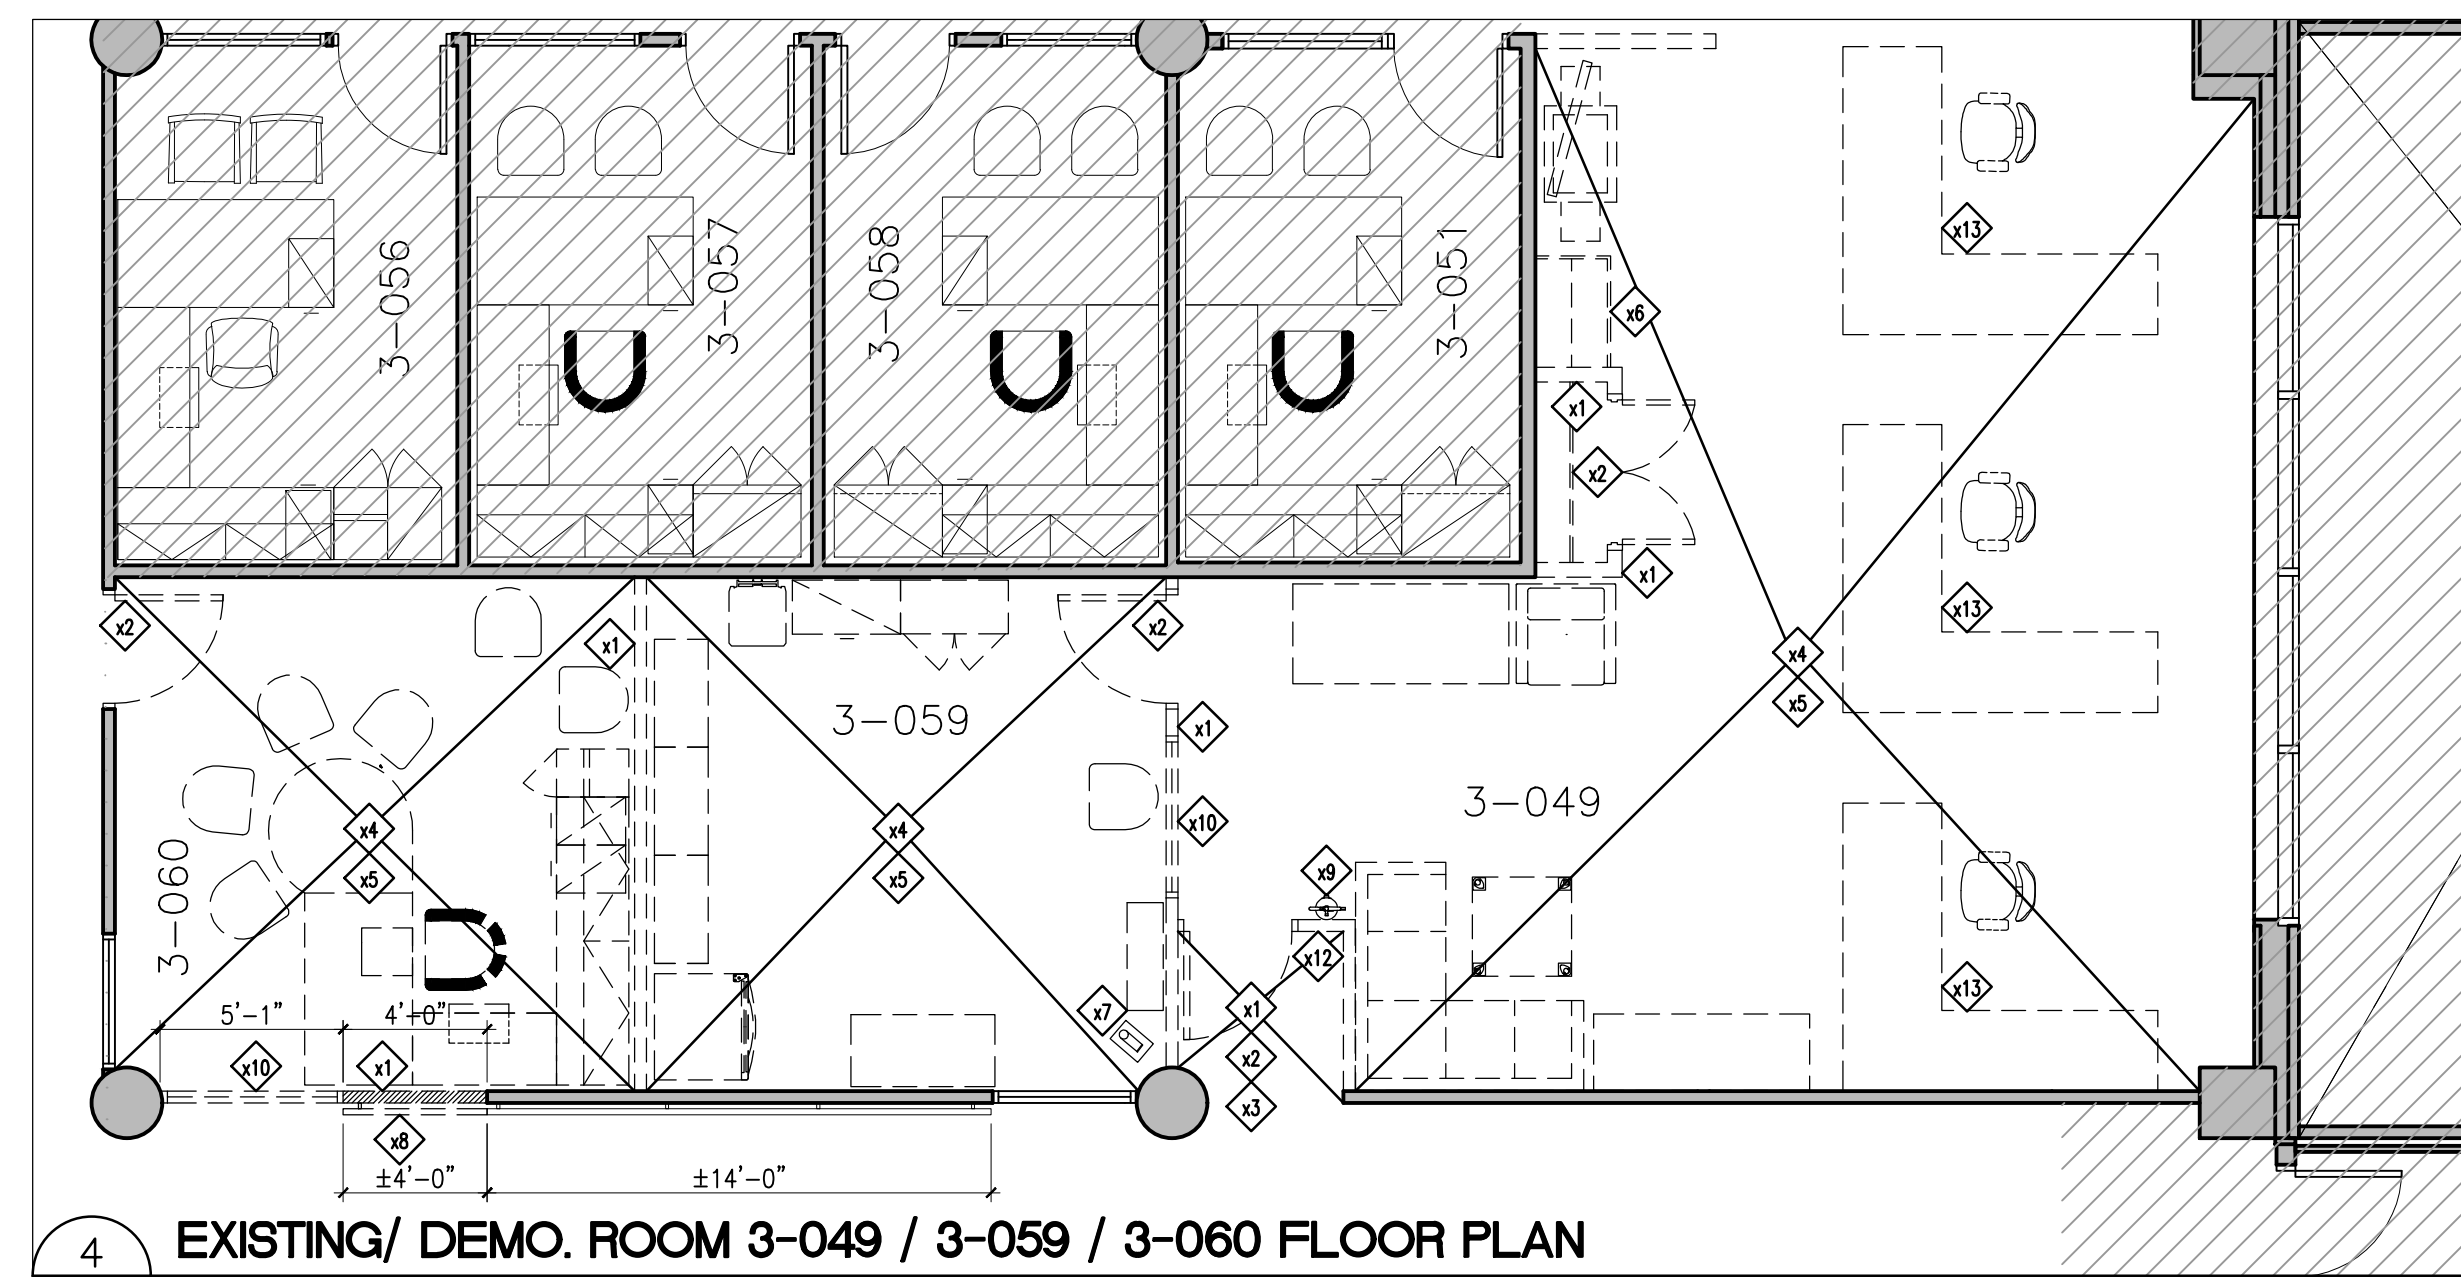 3-056
3-057
3-058
3-051
x13
x6
x1
x2
x13
x1
x2
x1
x2
x4
x5
3-059
x1
3-049
x10
x4
x5
x4
x5
x9
3-060
x12
x13
5'-1"
4'-0"
x7
x1
x2
x3
x10
x1
x8
±4'-0"
±14'-0"
4
EXISTING/ DEMO. ROOM 3-049 / 3-059 / 3-060 FLOOR PLAN